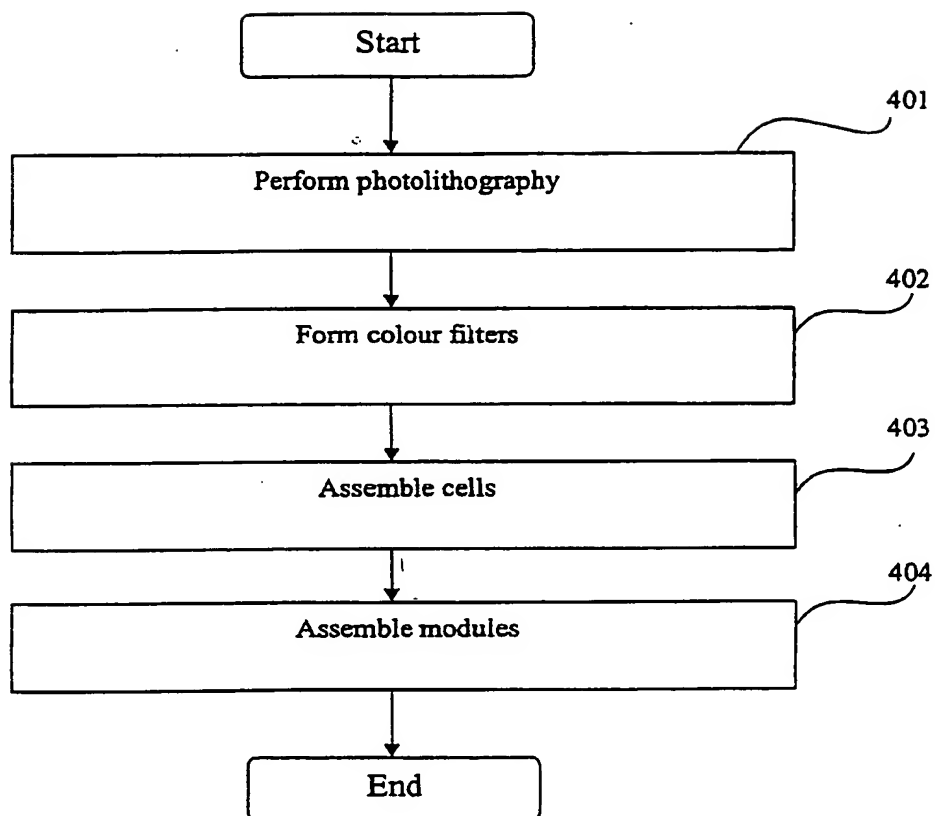 Start
401
Perform photolithography
402
Form colour filters
403
Assemble cells
404
Assemble modules
End